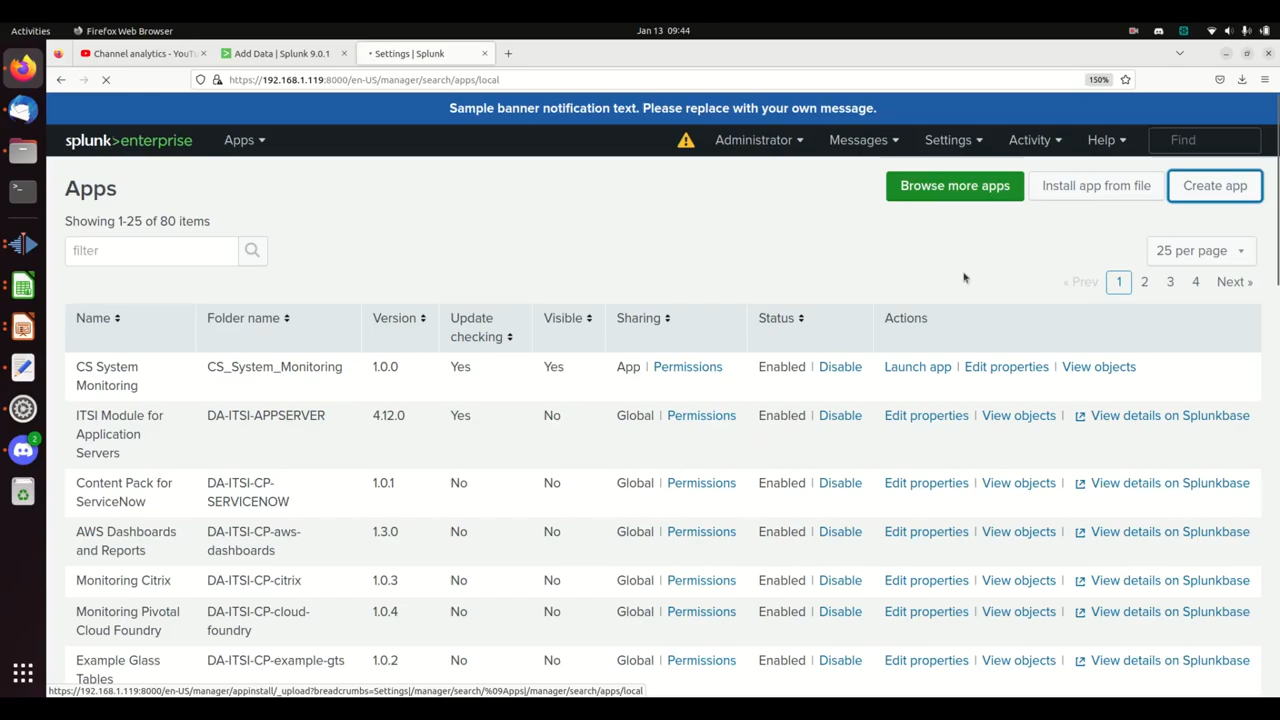 Activities
Firefox Web Browser
Jan 13 09:44
Channel analytics - YouTu
Add Data | Splunk 9.0.1
Settings | Splunk
https://192.168.1.119:8000/en-US/manager/search/apps/local
150%
Sample banner notification text. Please replace with your own message.
splunk>enterprise
Apps
Administrator
Messages
Settings
Activity
Help
Find
Apps
Browse more apps
Install app from file
Create app
Showing 1-25 of 80 items
filter
25 per page
« Prev 1 2 3 4 Next »
Name Folder name Version Update checking Visible Sharing Status Actions
CS System Monitoring CS_System_Monitoring 1.0.0 Yes Yes App | Permissions Enabled | Disable Launch app | Edit properties | View objects
ITSI Module for Application Servers DA-ITSI-APPSERVER 4.12.0 Yes No Global | Permissions Enabled | Disable Edit properties | View objects | View details on Splunkbase
Content Pack for ServiceNow DA-ITSI-CP-SERVICENOW 1.0.1 No No Global | Permissions Enabled | Disable Edit properties | View objects | View details on Splunkbase
AWS Dashboards and Reports DA-ITSI-CP-aws-dashboards 1.3.0 No No Global | Permissions Enabled | Disable Edit properties | View objects | View details on Splunkbase
Monitoring Citrix DA-ITSI-CP-citrix 1.0.3 No No Global | Permissions Enabled | Disable Edit properties | View objects | View details on Splunkbase
Monitoring Pivotal Cloud Foundry DA-ITSI-CP-cloud-foundry 1.0.4 No No Global | Permissions Enabled | Disable Edit properties | View objects | View details on Splunkbase
Example Glass Tables DA-ITSI-CP-example-gts 1.0.2 No No Global | Permissions Enabled | Disable Edit properties | View objects | View details on Splunkbase
2
https://192.168.1.119:8000/en-US/manager/appinstall/_upload?breadcrumbs=Settings|/manager/search/%09Apps|/manager/search/apps/local